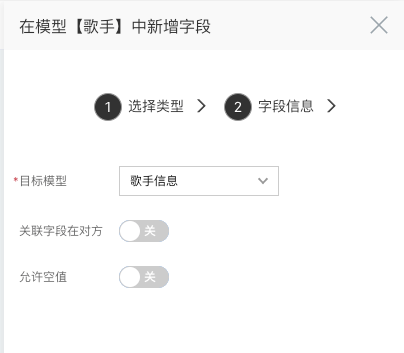 在模型【歌手】中新增字段
1 选择类型 2 字段信息
*目标模型 歌手信息
关联字段在对方 关
允许空值 关